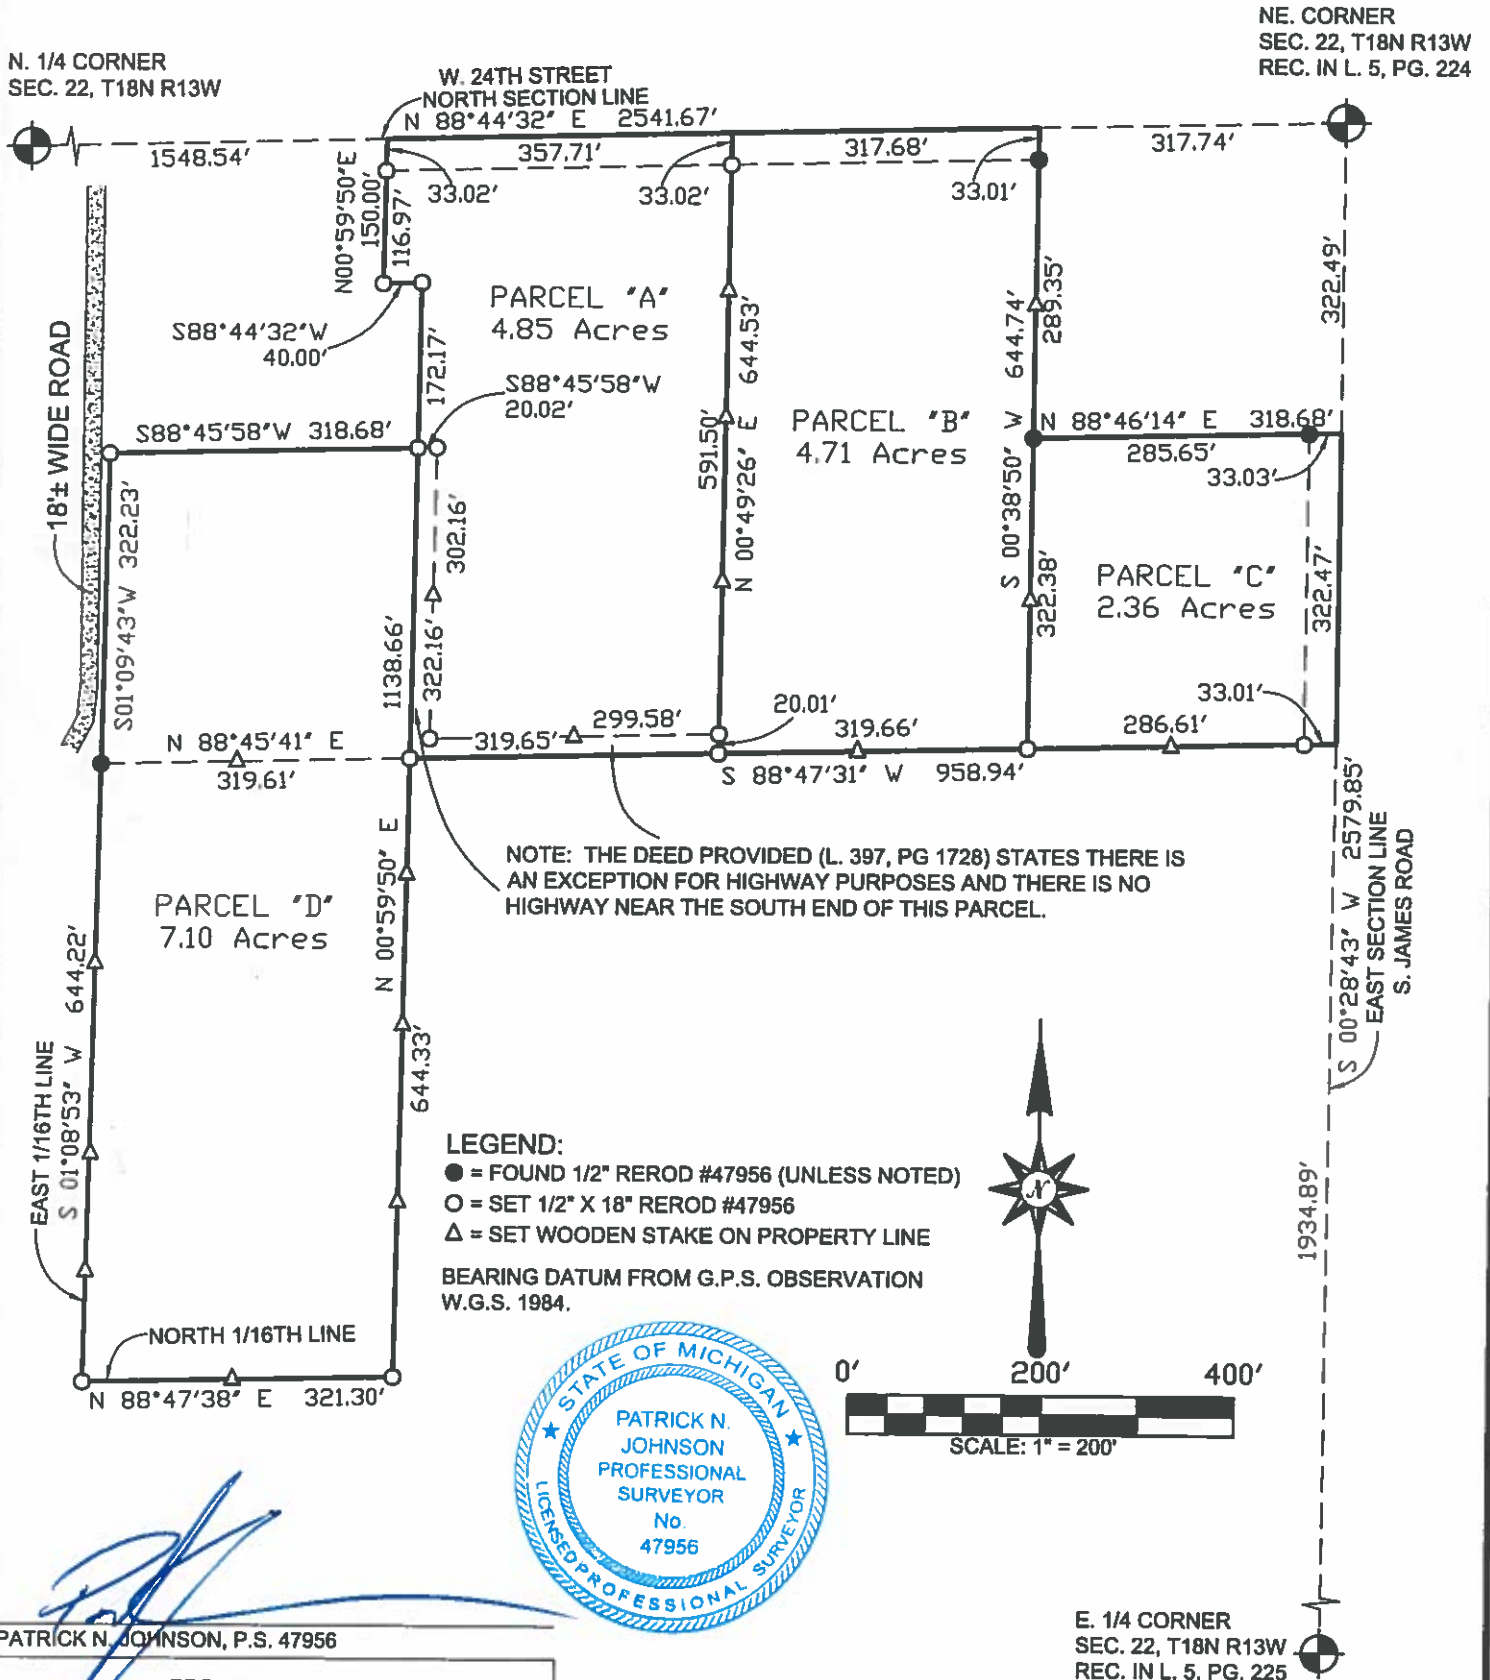 NE. CORNER
SEC. 22, T18N R13W
REC. IN L. 5, PG. 224
N. 1/4 CORNER
SEC. 22, T18N R13W
W. 24TH STREET
NORTH SECTION LINE
N 88°44'32" E 2541.67'
1548.54'
357.71'
317.68'
317.74'
33.02'
33.02'
33.01'
N00°59'50"E
150.00'
116.97'
322.49'
PARCEL "A"
4.85 Acres
S88°44'32"W
40.00'
172.17'
644.53'
644.74'
289.35'
18'± WIDE ROAD
S88°45'58"W
20.02'
S88°45'58"W 318.68'
591.50'
N 00°49'26" E
PARCEL "B"
4.71 Acres
N 88°46'14" E 318.68'
285.65'
33.03'
S01°09'43"W 322.23'
302.16'
S 00°38'50" W
322.38'
PARCEL "C"
2.36 Acres
322.47'
1138.66'
322.16'
33.01'
20.01'
299.58'
319.65'
319.66'
286.61'
N 88°45'41" E
319.61'
S 88°47'31" W 958.94'
NOTE: THE DEED PROVIDED (L. 397, PG 1728) STATES THERE IS
AN EXCEPTION FOR HIGHWAY PURPOSES AND THERE IS NO
HIGHWAY NEAR THE SOUTH END OF THIS PARCEL.
S 00°28'43" W 2579.85'
EAST SECTION LINE
S. JAMES ROAD
N 00°59'50" E
PARCEL "D"
7.10 Acres
644.22'
644.33'
EAST 1/16TH LINE
S 01°08'53" W
LEGEND:
● = FOUND 1/2" REROD #47956 (UNLESS NOTED)
O = SET 1/2" X 18" REROD #47956
Δ = SET WOODEN STAKE ON PROPERTY LINE
BEARING DATUM FROM G.P.S. OBSERVATION
W.G.S. 1984.
N
1934.89'
NORTH 1/16TH LINE
N 88°47'38" E 321.30'
0' 200' 400'
SCALE: 1" = 200'
★ STATE OF MICHIGAN ★
PATRICK N.
JOHNSON
PROFESSIONAL
SURVEYOR
No.
47956
LICENSED PROFESSIONAL SURVEYOR
PATRICK N. JOHNSON, P.S. 47956
E. 1/4 CORNER
SEC. 22, T18N R13W
REC. IN L. 5, PG. 225